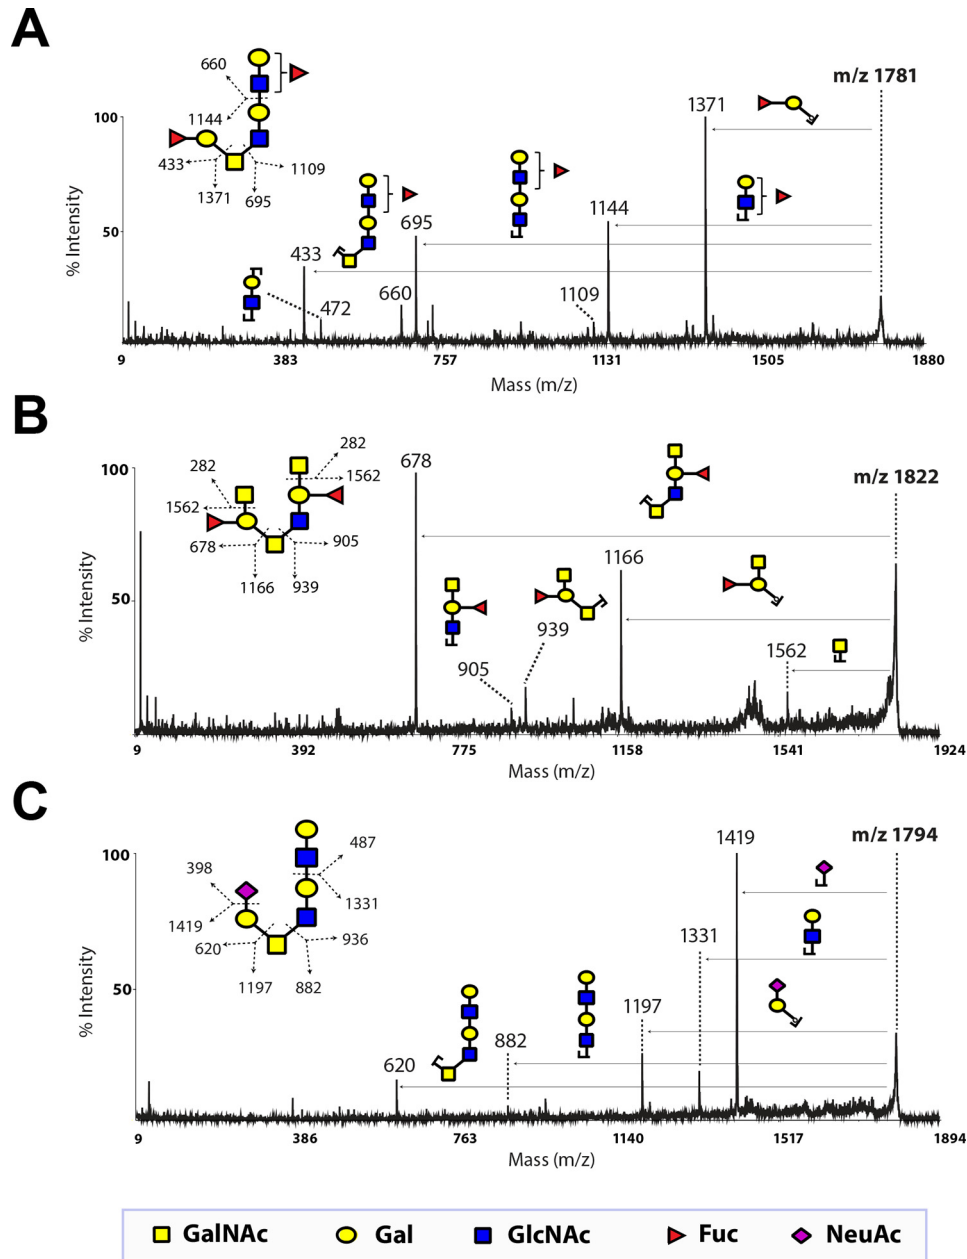 A
660
1144
433
1371
695
1109
m/z 1781
100
50
% Intensity
472
433
660
695
1109
1144
1371
9 383 757 1131 1505 1880
Mass (m/z)
B
282
282
1562
1562
678
905
1166
939
m/z 1822
100
50
% Intensity
678
905
939
1166
1562
9 392 775 1158 1541 1924
Mass (m/z)
C
398
487
1419
1331
620
936
1197
882
m/z 1794
100
50
% Intensity
620
882
1197
1331
1419
9 386 763 1140 1517 1894
Mass (m/z)
GalNAc Gal GlcNAc Fuc NeuAc